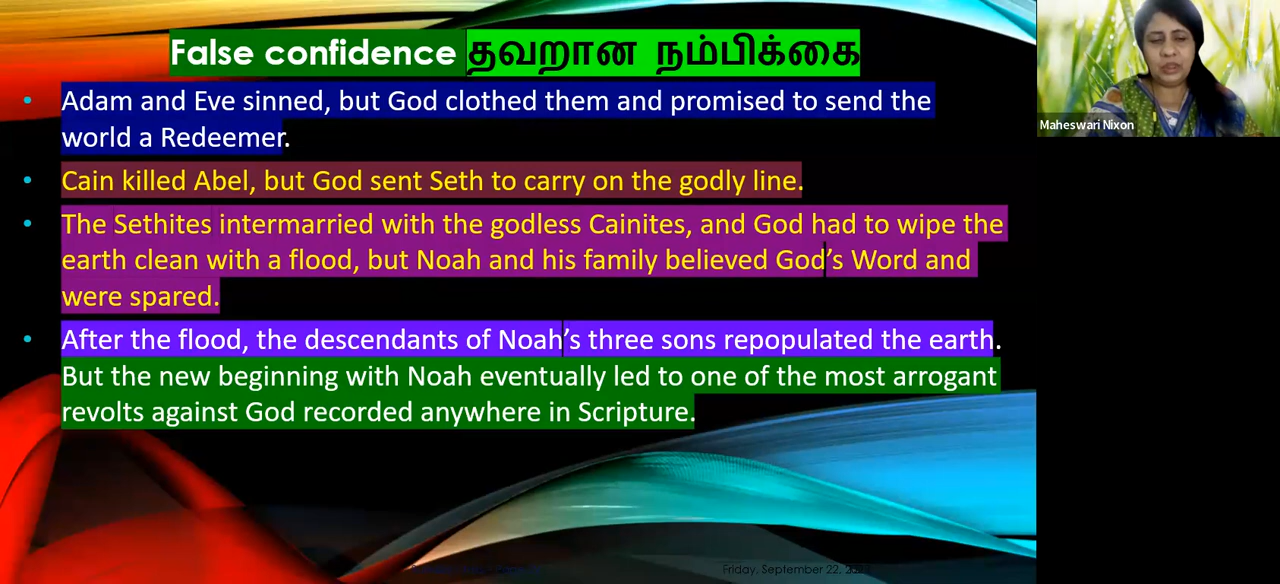 False confidence தவறான நம்பிக்கை
• Adam and Eve sinned, but God clothed them and promised to send the
world a Redeemer.
• Cain killed Abel, but God sent Seth to carry on the godly line.
• The Sethites intermarried with the godless Cainites, and God had to wipe the
earth clean with a flood, but Noah and his family believed God’s Word and
were spared.
• After the flood, the descendants of Noah’s three sons repopulated the earth.
But the new beginning with Noah eventually led to one of the most arrogant
revolts against God recorded anywhere in Scripture.
Friday, September 22,
Maheswari Nixon